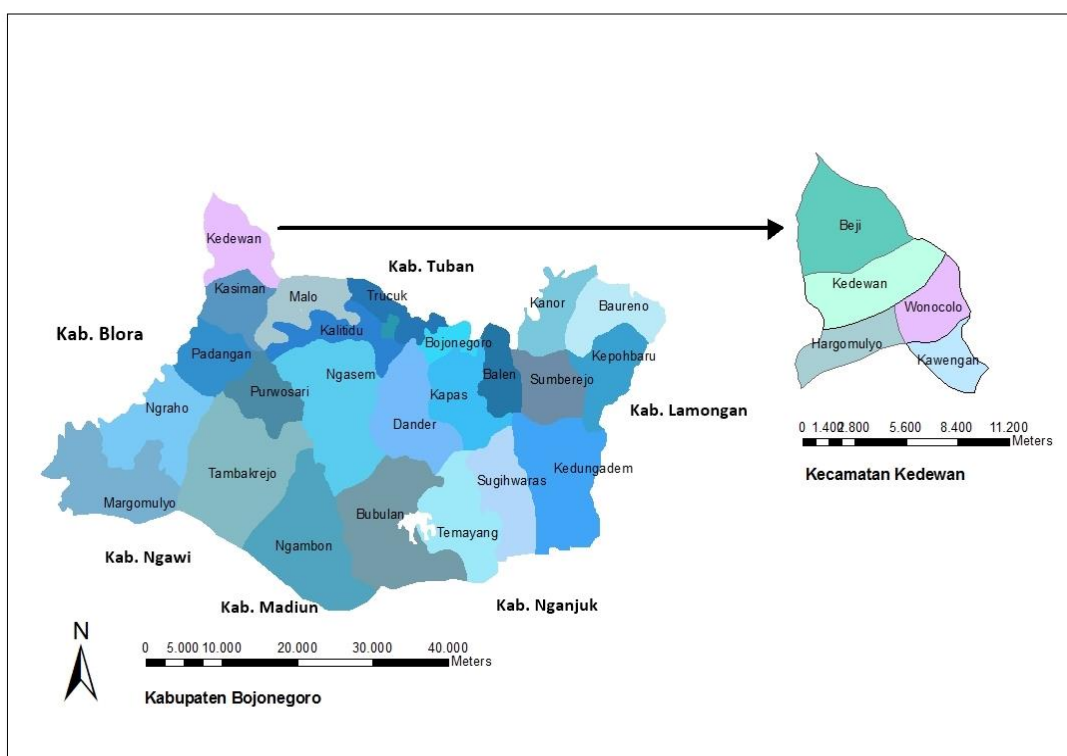 Kedewan
Kab. Tuban
Kasiman
Malo
Trucuk
Kanor
Baureno
Kab. Blora
Kalitidu
Bojonegoro
Padangan
Ngasem
Balen
Sumberejo
Kepohbaru
Purwosari
Kapas
Kab. Lamongan
Ngraho
Dander
Tambakrejo
Sugihwaras
Kedungadem
Margomulyo
Bubulan
Temayang
Ngambon
Kab. Ngawi
Kab. Madiun
Kab. Nganjuk
N
0 5.000 10.000 20.000 30.000 40.000
Meters
Kabupaten Bojonegoro
Beji
Kedewan
Wonocolo
Hargomulyo
Kawengan
0 1.400 2.800 5.600 8.400 11.200
Meters
Kecamatan Kedewan